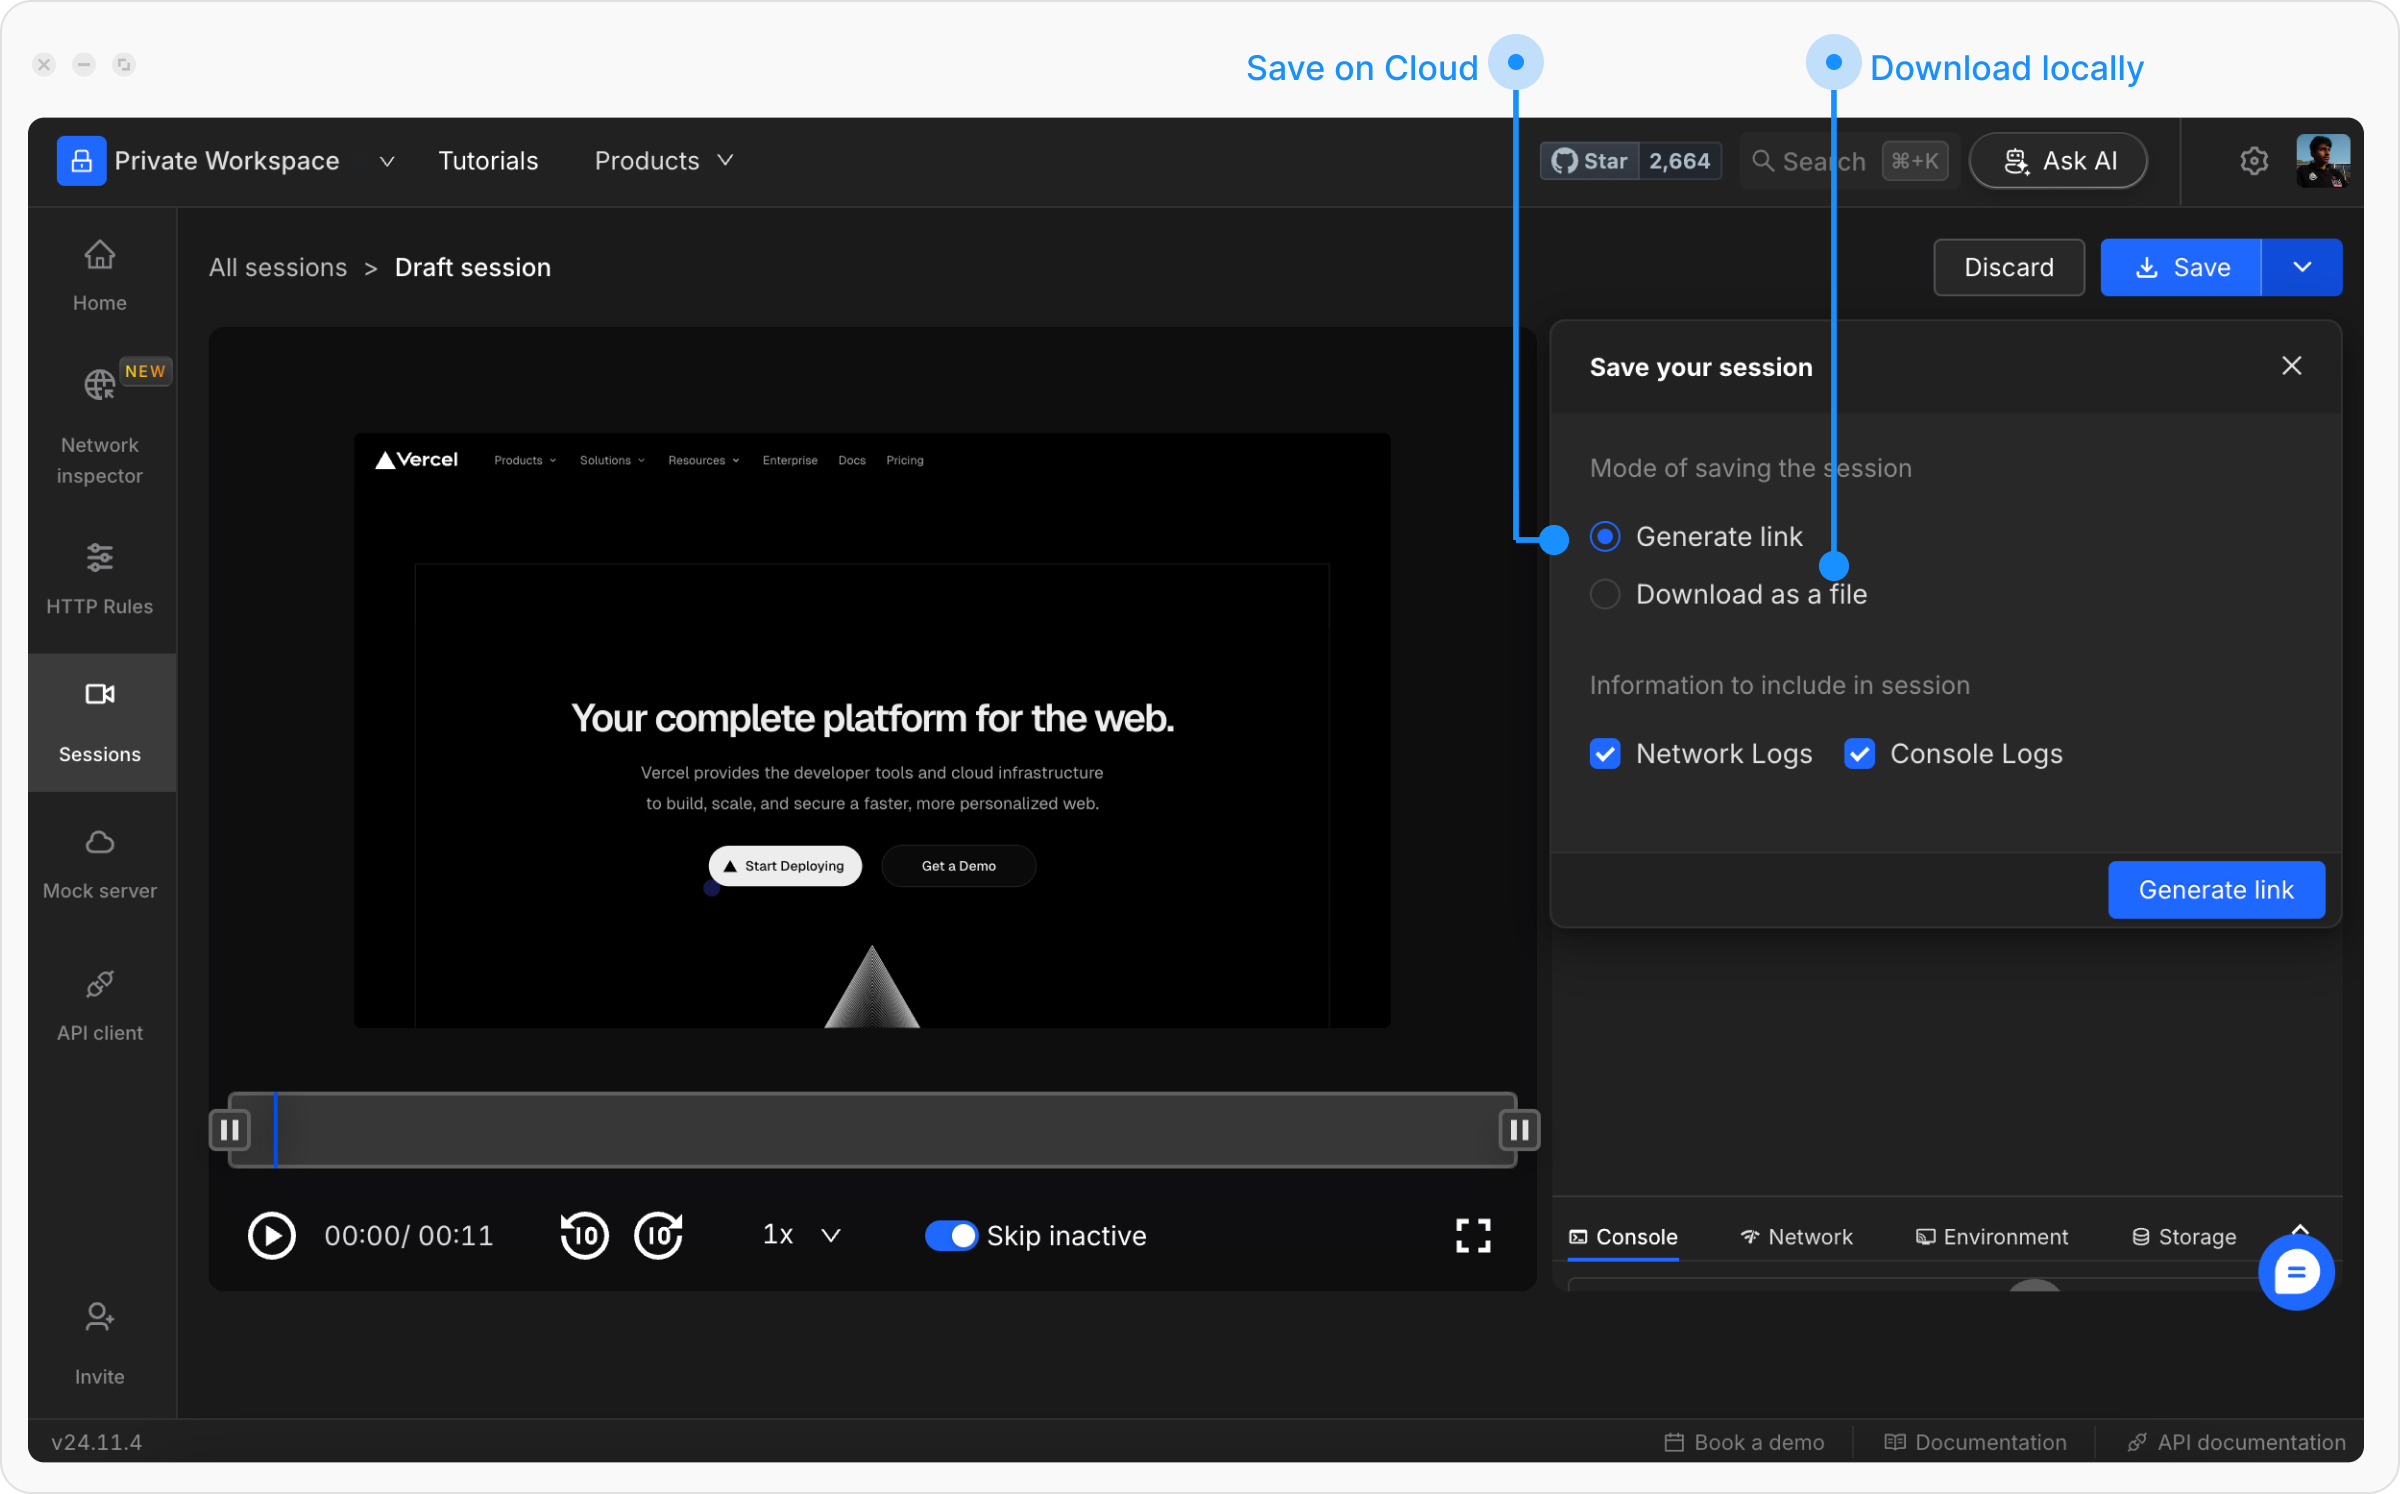 Save on Cloud
Download locally
Private Workspace
Tutorials
Products
Star
2,664
Search
⌘+K
Ask AI
Home
NEW
Network
inspector
HTTP Rules
Sessions
Mock server
API client
Invite
All sessions > Draft session
Discard
Save
Vercel
Products
Solutions
Resources
Enterprise
Docs
Pricing
Your complete platform for the web.
Vercel provides the developer tools and cloud infrastructure
to build, scale, and secure a faster, more personalized web.
Start Deploying
Get a Demo
10
10
00:00/ 00:11
1x
Skip inactive
Save your session
Mode of saving the session
Generate link
Download as a file
Information to include in session
Network Logs
Console Logs
Generate link
Console
Network
Environment
Storage
v24.11.4
Book a demo
Documentation
API documentation